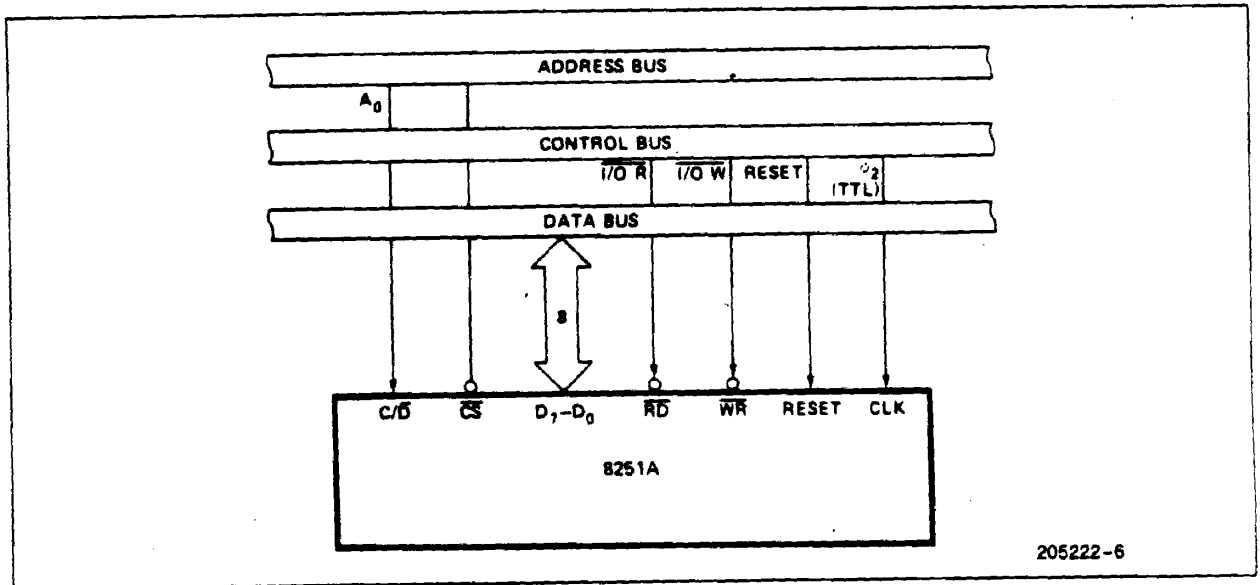 ADDRESS BUS
A₀
CONTROL BUS
I/O R I/O W RESET ϕ₂
(TTL)
DATA BUS
8
C/D CS D₇–D₀ RD WR RESET CLK
8251A
205222-6